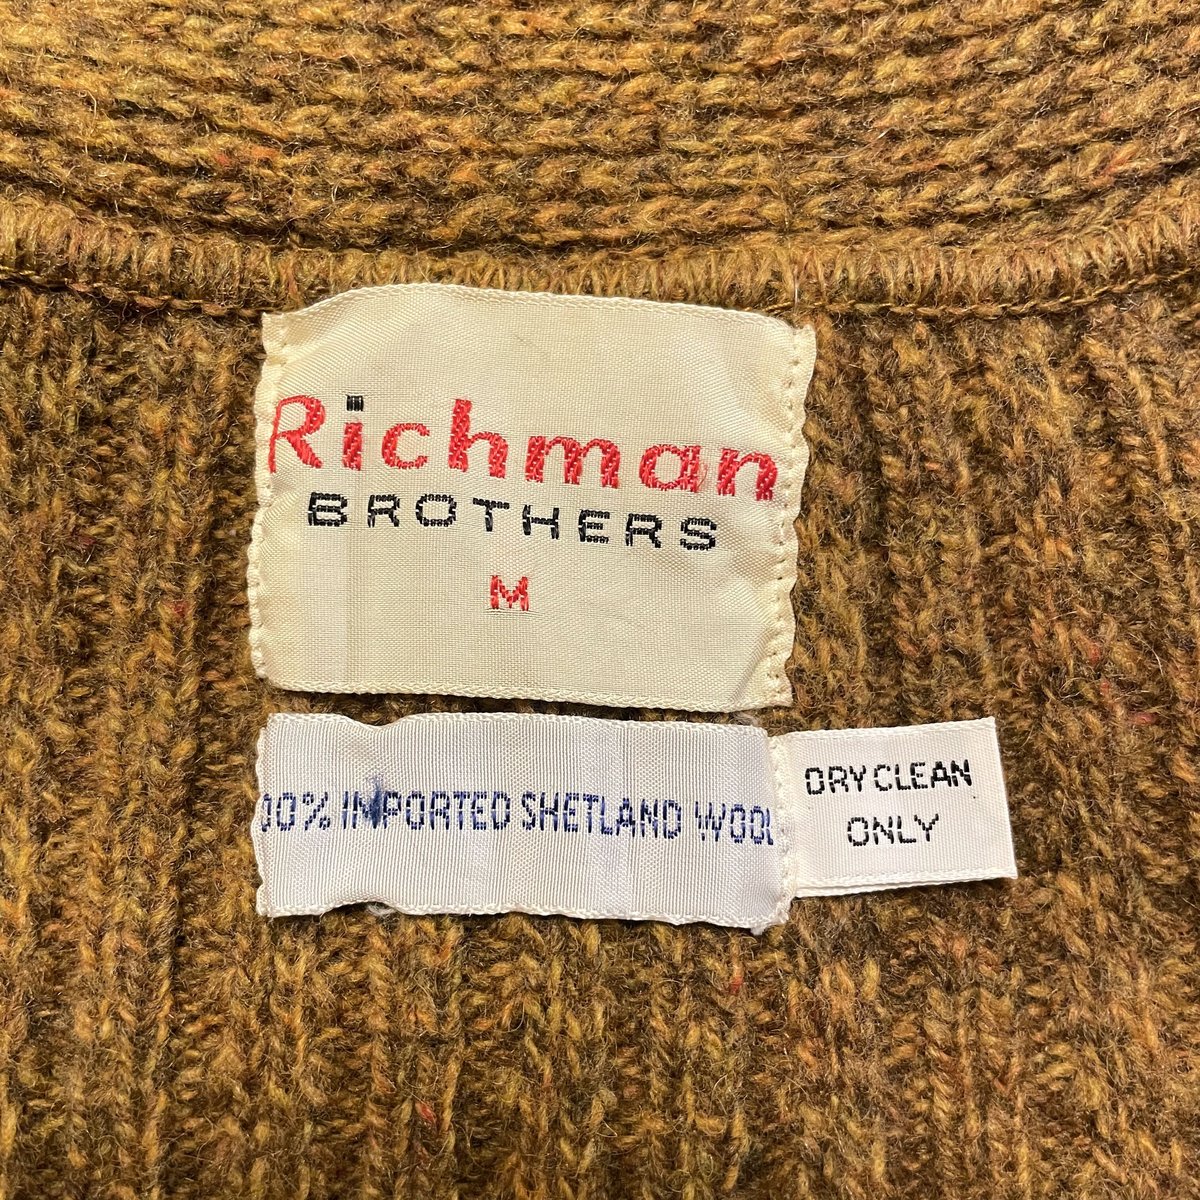 Richman
BROTHERS
M
00% IMPORTED SHETLAND WOOL
DRY CLEAN
ONLY